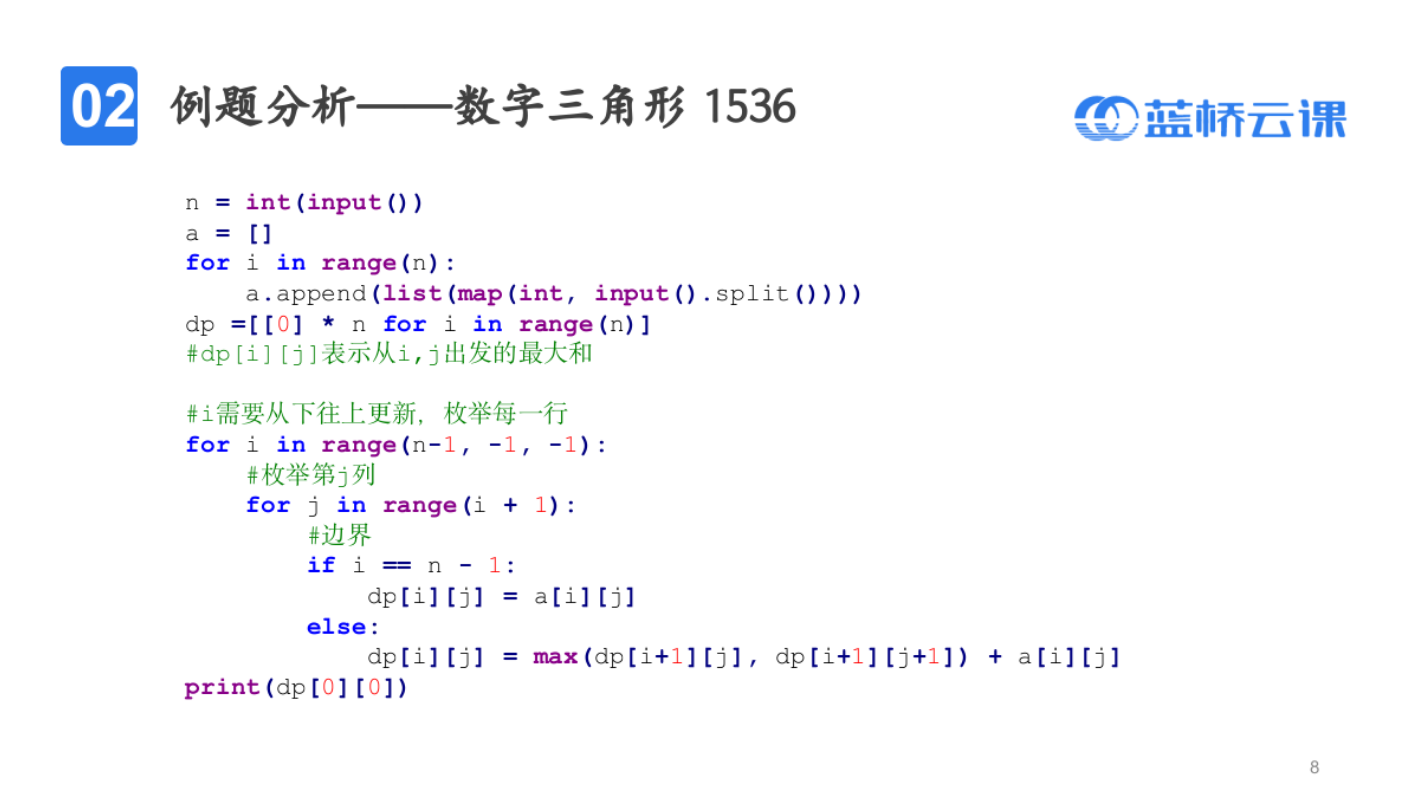 02 例题分析——数字三角形 1536
蓝桥云课
n = int(input())
a = []
for i in range(n):
    a.append(list(map(int, input().split())))
dp =[[0] * n for i in range(n)]
#dp[i][j]表示从i,j出发的最大和
#i需要从下往上更新, 枚举每一行
for i in range(n-1, -1, -1):
    #枚举第j列
    for j in range(i + 1):
        #边界
        if i == n - 1:
            dp[i][j] = a[i][j]
        else:
            dp[i][j] = max(dp[i+1][j], dp[i+1][j+1]) + a[i][j]
print(dp[0][0])
8